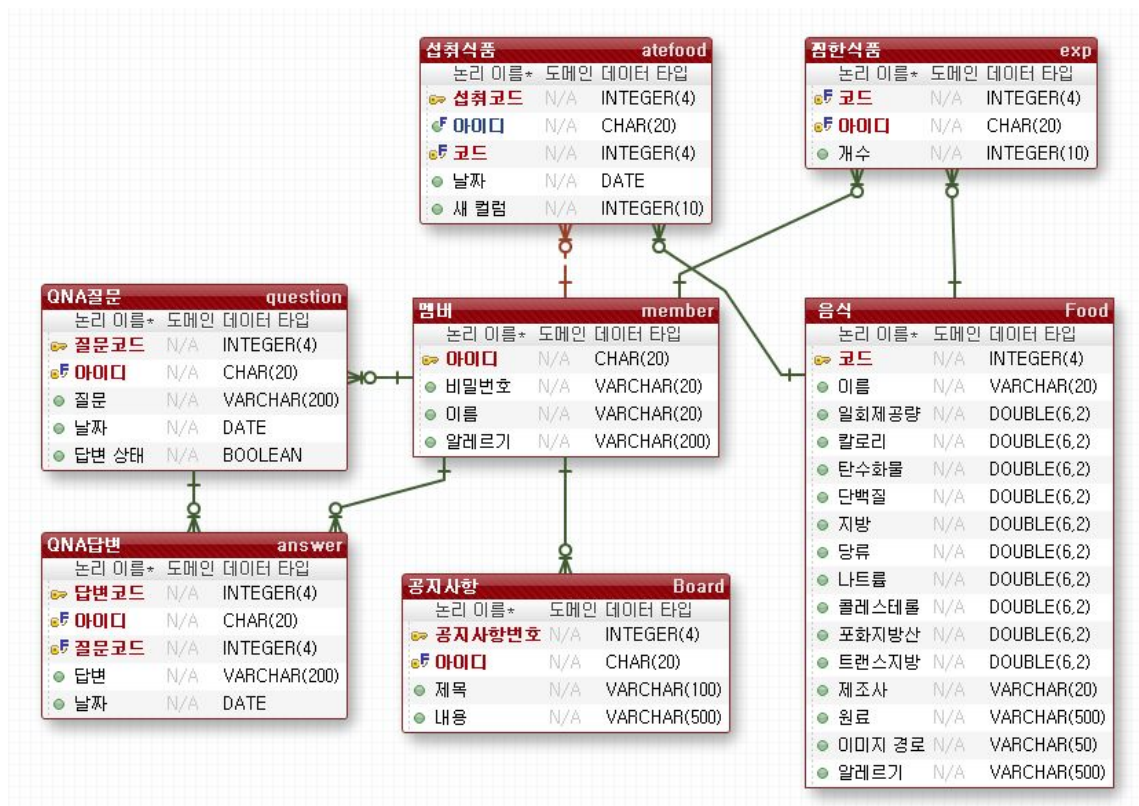 섭취식품 atefood
논리 이름* 도메인 데이터 타입
섭취코드 N/A INTEGER(4)
아이디 N/A CHAR(20)
코드 N/A INTEGER(4)
날짜 N/A DATE
새 컬럼 N/A INTEGER(10)
찜한식품 exp
논리 이름* 도메인 데이터 타입
코드 N/A INTEGER(4)
아이디 N/A CHAR(20)
개수 N/A INTEGER(10)
QNA질문 question
논리 이름* 도메인 데이터 타입
질문코드 N/A INTEGER(4)
아이디 N/A CHAR(20)
질문 N/A VARCHAR(200)
날짜 N/A DATE
답변 상태 N/A BOOLEAN
멤버 member
논리 이름* 도메인 데이터 타입
아이디 N/A CHAR(20)
비밀번호 N/A VARCHAR(20)
이름 N/A VARCHAR(20)
알레르기 N/A VARCHAR(200)
음식 Food
논리 이름* 도메인 데이터 타입
코드 N/A INTEGER(4)
이름 N/A VARCHAR(20)
일회제공량 N/A DOUBLE(6,2)
칼로리 N/A DOUBLE(6,2)
탄수화물 N/A DOUBLE(6,2)
단백질 N/A DOUBLE(6,2)
지방 N/A DOUBLE(6,2)
당류 N/A DOUBLE(6,2)
나트륨 N/A DOUBLE(6,2)
콜레스테롤 N/A DOUBLE(6,2)
포화지방산 N/A DOUBLE(6,2)
트랜스지방 N/A DOUBLE(6,2)
제조사 N/A VARCHAR(20)
원료 N/A VARCHAR(500)
이미지 경로 N/A VARCHAR(50)
알레르기 N/A VARCHAR(500)
QNA답변 answer
논리 이름* 도메인 데이터 타입
답변코드 N/A INTEGER(4)
아이디 N/A CHAR(20)
질문코드 N/A INTEGER(4)
답변 N/A VARCHAR(200)
날짜 N/A DATE
공지사항 Board
논리 이름* 도메인 데이터 타입
공지사항번호 N/A INTEGER(4)
아이디 N/A CHAR(20)
제목 N/A VARCHAR(100)
내용 N/A VARCHAR(500)